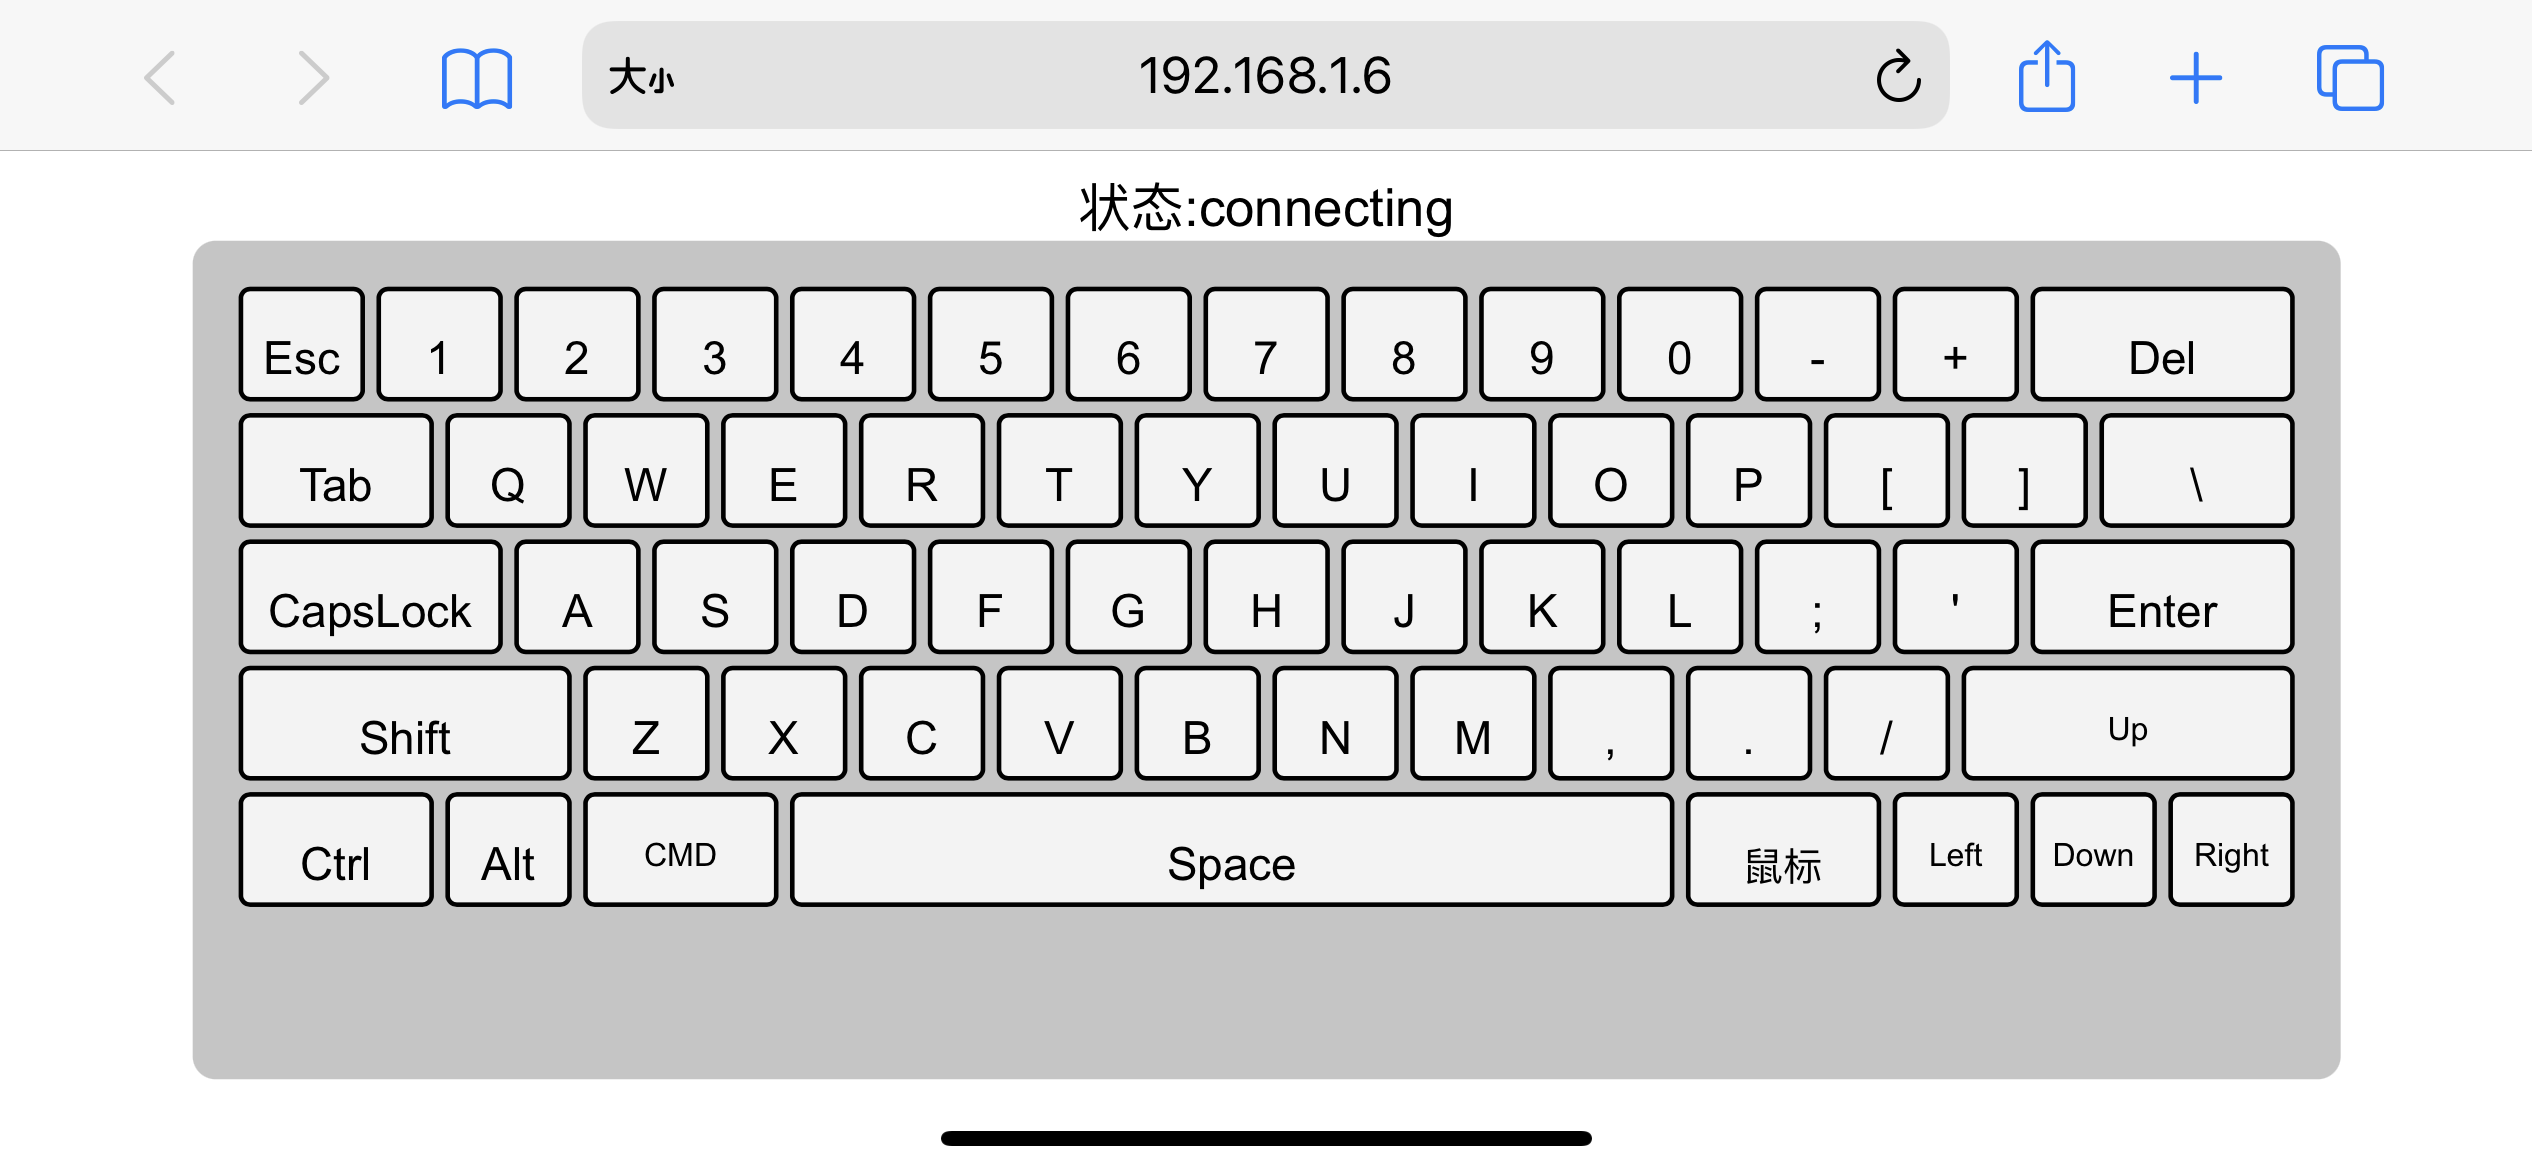 大小 192.168.1.6
状态:connecting
Esc 1 2 3 4 5 6 7 8 9 0 - + Del
Tab Q W E R T Y U I O P [ ] \
CapsLock A S D F G H J K L ; ' Enter
Shift Z X C V B N M , . / Up
Ctrl Alt CMD Space 鼠标 Left Down Right